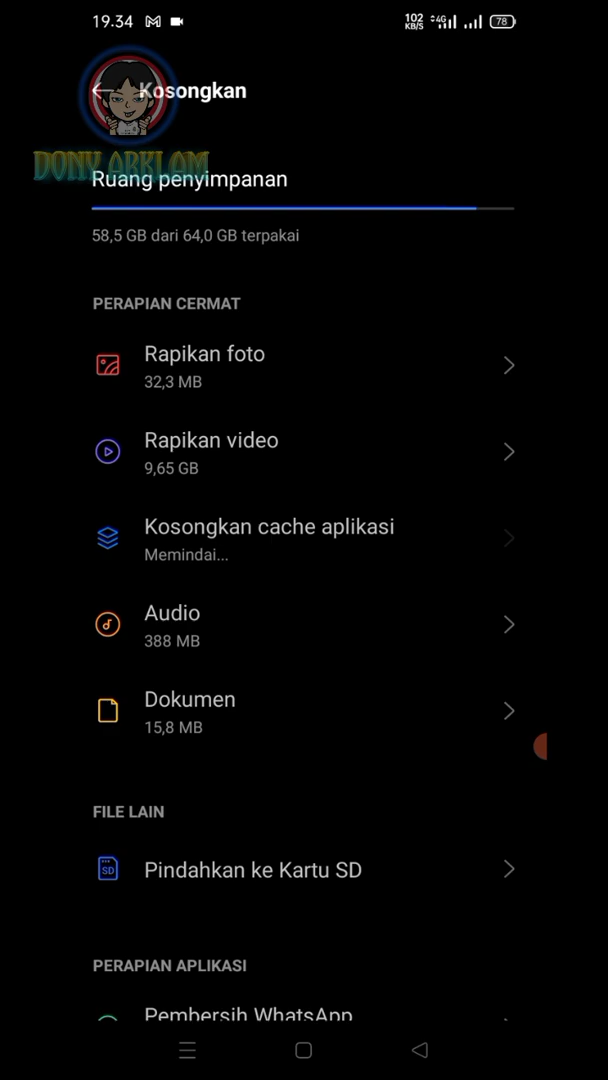 19.34
102 KB/S 4G 78
Kosongkan
DONY ARKLAM
Ruang penyimpanan
58,5 GB dari 64,0 GB terpakai
PERAPIAN CERMAT
Rapikan foto
32,3 MB
Rapikan video
9,65 GB
Kosongkan cache aplikasi
Memindai...
Audio
388 MB
Dokumen
15,8 MB
FILE LAIN
SD
Pindahkan ke Kartu SD
PERAPIAN APLIKASI
Pembersih WhatsApp